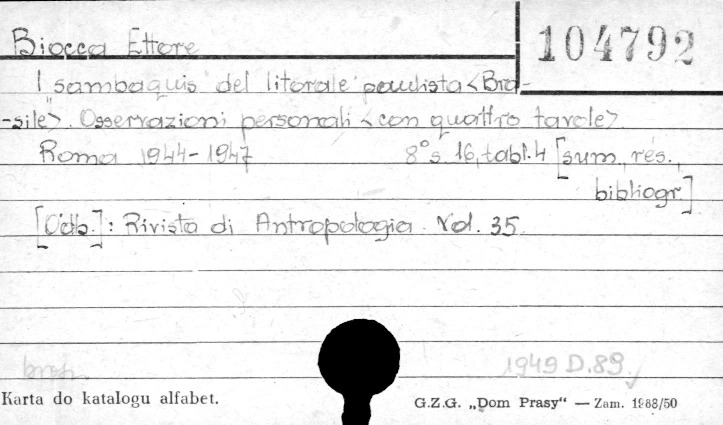 104792
Biocca Ettore
I "sambaquis" del litorale paulista <Bra-
-sile>. Osservazioni personali <con quattro tavole>.
Roma 1944-1947 8° s. 16, tabl. 4 [sum., res.,
bibliogr.]
[Odb.]: Rivista di Antropologia. Vol. 35.
1949 D.89.
Karta do katalogu alfabet.
G.Z.G. „Dom Prasy“ — Zam. 1988/50